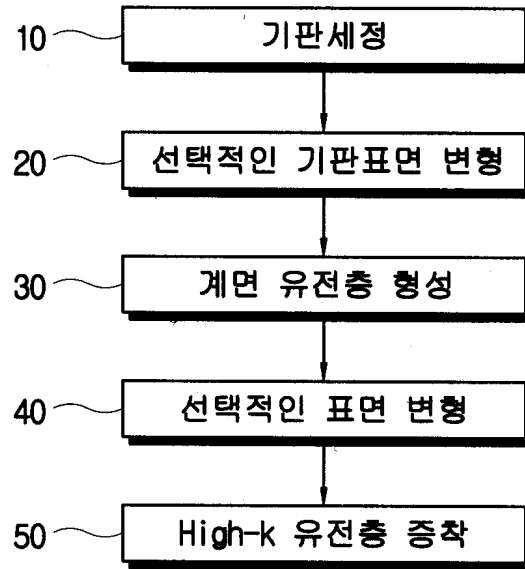 10 기판세정
20 선택적인 기판표면 변형
30 계면 유전층 형성
40 선택적인 표면 변형
50 High-k 유전층 증착